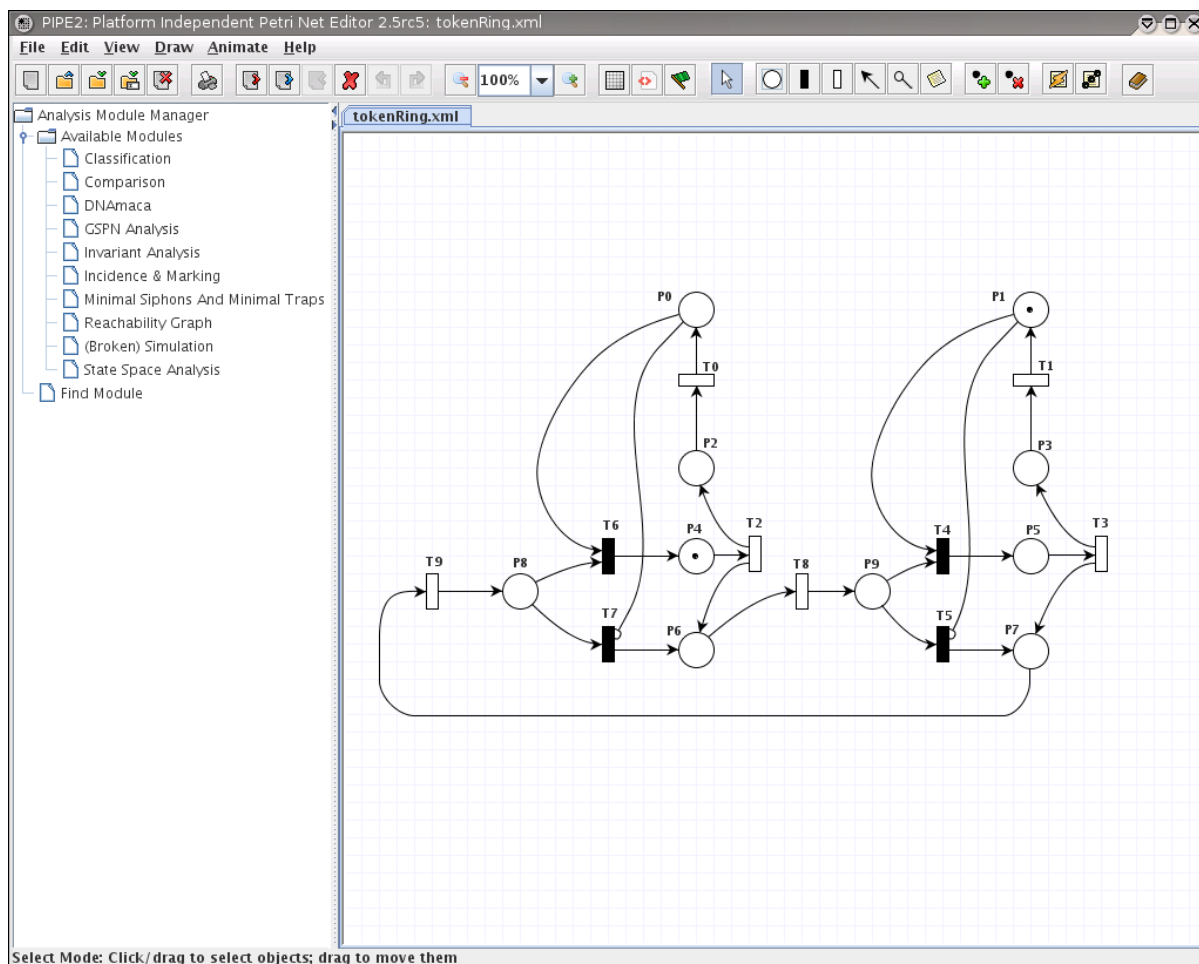 PIPE2: Platform Independent Petri Net Editor 2.5rc5: tokenRing.xml
File Edit View Draw Animate Help
100%
Analysis Module Manager
Available Modules
Classification
Comparison
DNAmaca
GSPN Analysis
Invariant Analysis
Incidence & Marking
Minimal Siphons And Minimal Traps
Reachability Graph
(Broken) Simulation
State Space Analysis
Find Module
tokenRing.xml
P0 P1
T0 T1
P2 P3
T6 P4 T2 T4 P5 T3
T9 P8 T8 P9
T7 P6 T5 P7
Select Mode: Click/drag to select objects; drag to move them